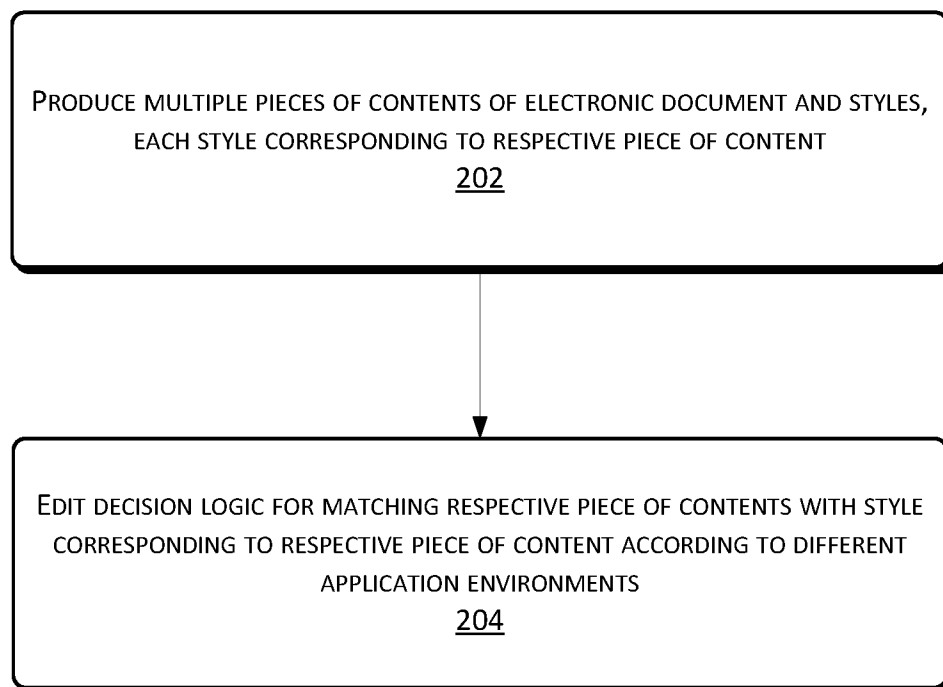 PRODUCE MULTIPLE PIECES OF CONTENTS OF ELECTRONIC DOCUMENT AND STYLES,
EACH STYLE CORRESPONDING TO RESPECTIVE PIECE OF CONTENT
202
EDIT DECISION LOGIC FOR MATCHING RESPECTIVE PIECE OF CONTENTS WITH STYLE
CORRESPONDING TO RESPECTIVE PIECE OF CONTENT ACCORDING TO DIFFERENT
APPLICATION ENVIRONMENTS
204